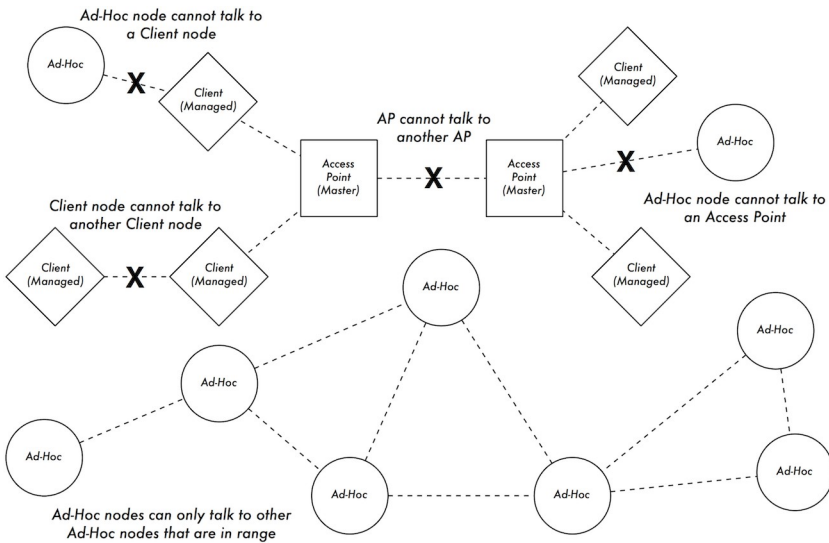 Ad-Hoc node cannot talk to
a Client node
Ad-Hoc
X
Client
(Managed)
Client
(Managed)
AP cannot talk to
another AP
Access
Point
(Master)
X
Access
Point
(Master)
X
Ad-Hoc
Ad-Hoc node cannot talk to
an Access Point
Client node cannot talk to
another Client node
Client
(Managed)
X
Client
(Managed)
Client
(Managed)
Ad-Hoc
Ad-Hoc
Ad-Hoc
Ad-Hoc
Ad-Hoc
Ad-Hoc
Ad-Hoc
Ad-Hoc nodes can only talk to other
Ad-Hoc nodes that are in range